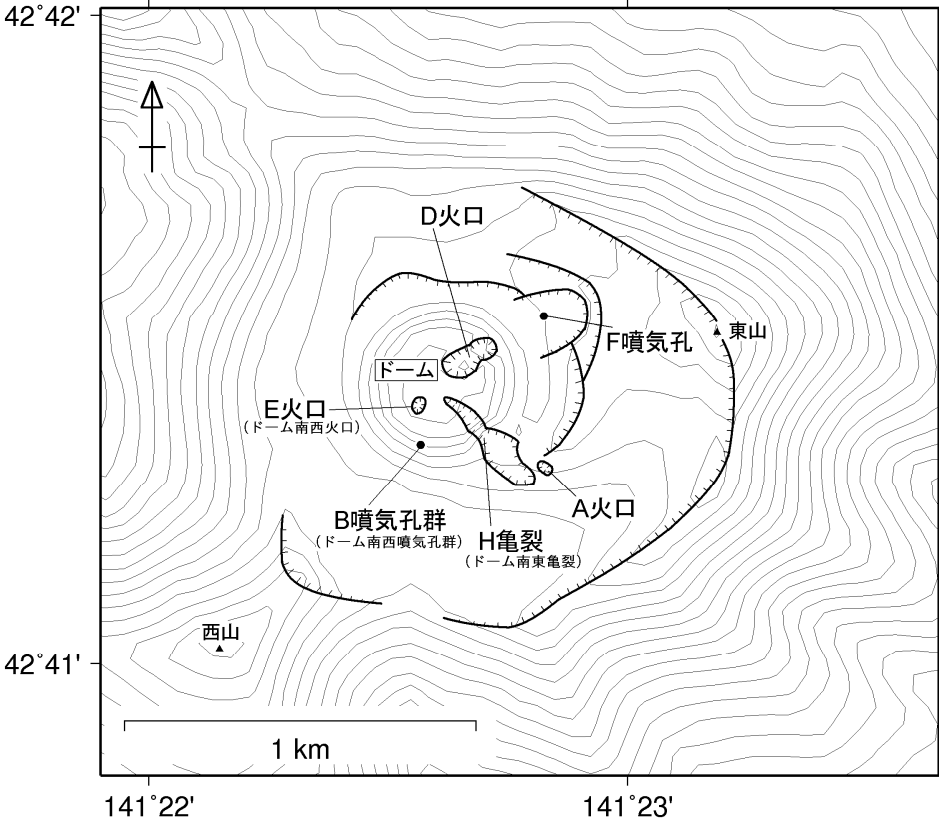 42˚42'
D火口
東山
F噴気孔
ドーム
E火口
（ドーム南西火口）
A火口
B噴気孔群
（ドーム南西噴気孔群）
H亀裂
（ドーム南東亀裂）
西山
42˚41'
1 km
141˚22'
141˚23'